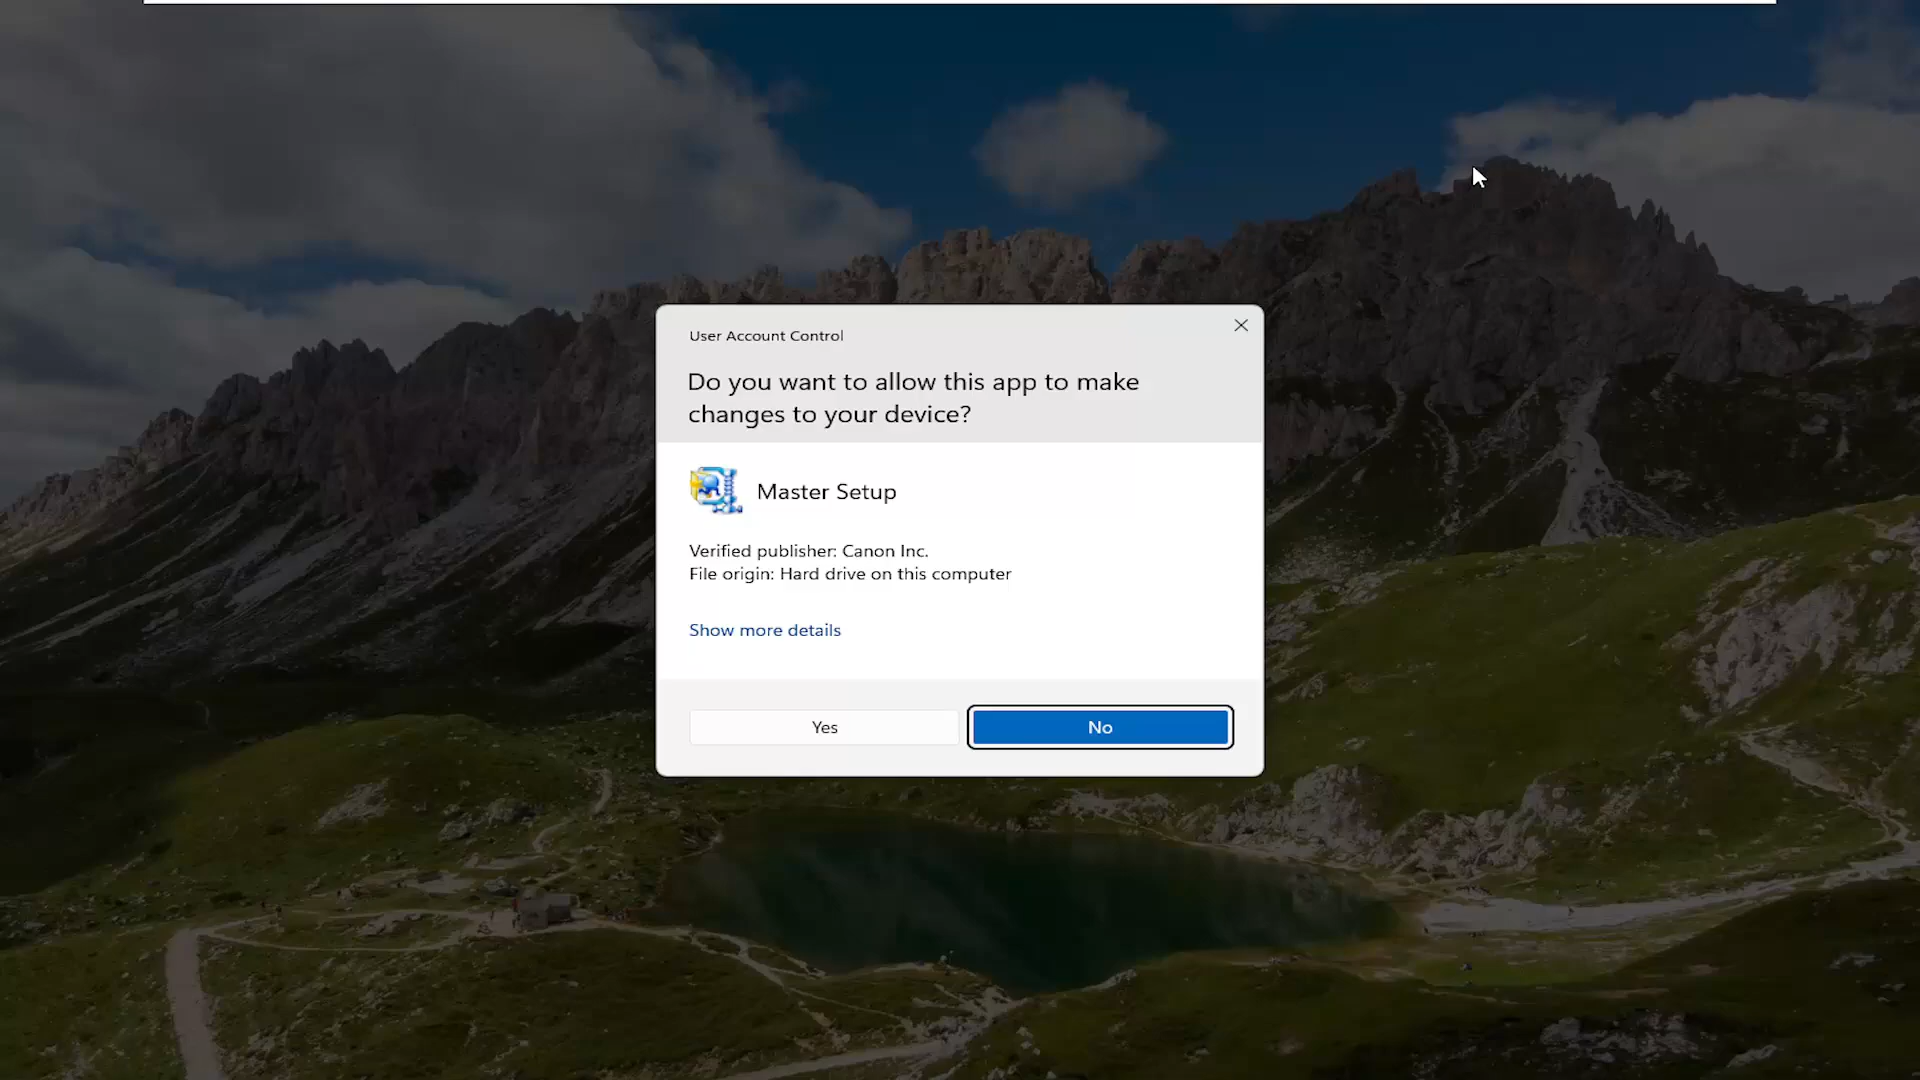 User Account Control
Do you want to allow this app to make
changes to your device?
Master Setup
Verified publisher: Canon Inc.
File origin: Hard drive on this computer
Show more details
Yes
No